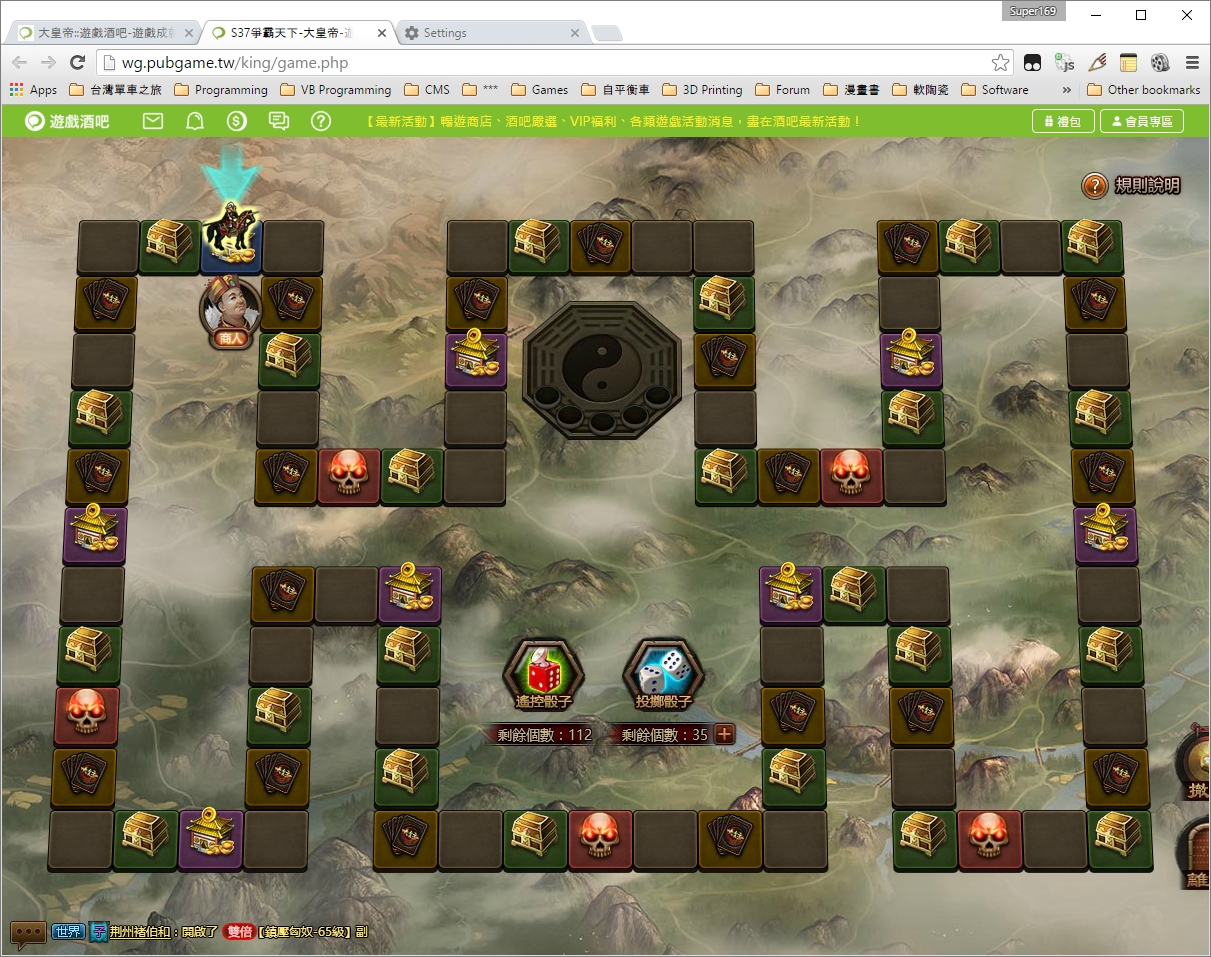 Super169
大皇帝::遊戲酒吧-遊戲成
S37爭霸天下-大皇帝-遊
Settings
wg.pubgame.tw/king/game.php
Apps 台灣單車之旅 Programming VB Programming CMS *** Games 自平衡車 3D Printing Forum 漫畫書 軟陶瓷 Software » Other bookmarks
遊戲酒吧 【最新活動】暢遊商店、酒吧嚴選、VIP福利、各類遊戲活動消息，盡在酒吧最新活動！ 禮包 會員專區
規則說明
商人
遙控骰子 投擲骰子
剩餘個數：112 剩餘個數：35
撤
離
世界 子 荆州褚伯和：開啟了 雙倍【鎮壓匈奴-65級】副